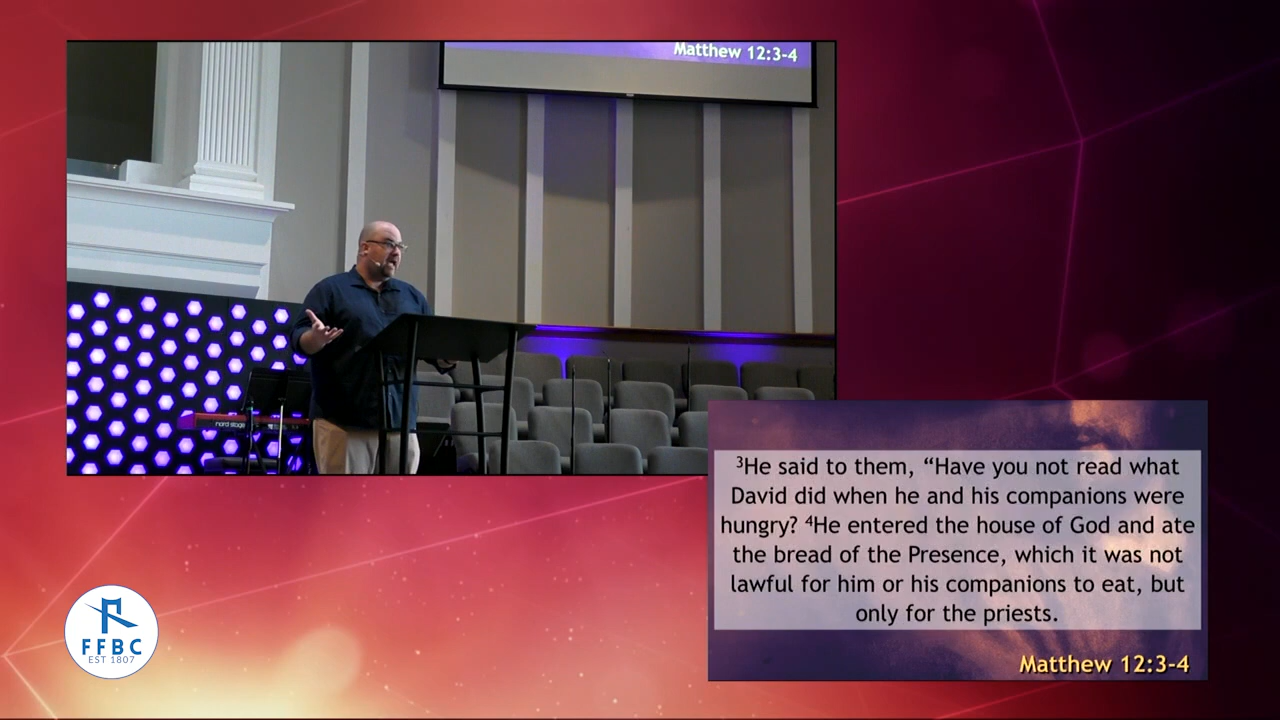 Matthew 12:3-4
nord stage
³He said to them, “Have you not read what
David did when he and his companions were
hungry? ⁴He entered the house of God and ate
the bread of the Presence, which it was not
lawful for him or his companions to eat, but
only for the priests.
Matthew 12:3-4
FFBC
EST 1807